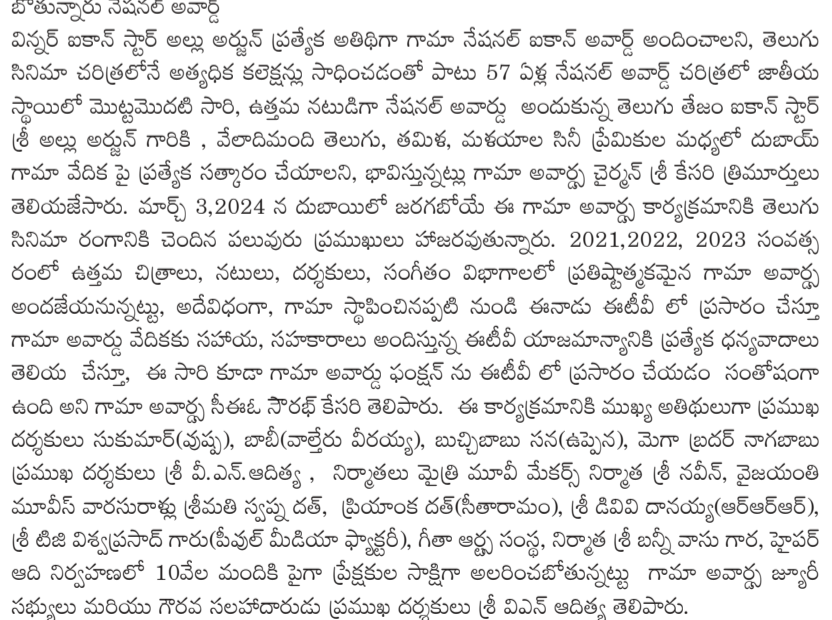 బోతున్నారు నేషనల్ అవార్డ్
విన్నర్ ఐకాన్ స్టార్ అల్లు అర్జున్ ప్రత్యేక అతిథిగా గామా నేషనల్ ఐకాన్ అవార్డ్ అందించాలని, తెలుగు
సినిమా చరిత్రలోనే అత్యధిక కలెక్షన్లు సాధించడంతో పాటు 57 ఏళ్ల నేషనల్ అవార్డ్ చరిత్రలో జాతీయ
స్థాయిలో మొట్టమొదటి సారి, ఉత్తమ నటుడిగా నేషనల్ అవార్డు అందుకున్న తెలుగు తేజం ఐకాన్ స్టార్
శ్రీ అల్లు అర్జున్ గారికి , వేలాదిమంది తెలుగు, తమిళ, మళయాల సినీ ప్రేమికుల మధ్యలో దుబాయ్
గామా వేదిక పై ప్రత్యేక సత్కారం చేయాలని, భావిస్తున్నట్లు గామా అవార్డ్స చైర్మన్ శ్రీ కేసరి త్రిమూర్తులు
తెలియజేసారు. మార్చ్ 3,2024 న దుబాయిలో జరగబోయే ఈ గామా అవార్డ్స కార్యక్రమానికి తెలుగు
సినిమా రంగానికి చెందిన పలువురు ప్రముఖులు హాజరవుతున్నారు. 2021,2022, 2023 సంవత్స
రంలో ఉత్తమ చిత్రాలు, నటులు, దర్శకులు, సంగీతం విభాగాలలో ప్రతిష్టాత్మకమైన గామా అవార్డ్స
అందజేయనున్నట్టు, అదేవిధంగా, గామా స్థాపించినప్పటి నుండి ఈనాడు ఈటీవీ లో ప్రసారం చేస్తూ
గామా అవార్డు వేదికకు సహాయ, సహకారాలు అందిస్తున్న ఈటీవీ యాజమాన్యానికి ప్రత్యేక ధన్యవాదాలు
తెలియ చేస్తూ, ఈ సారి కూడా గామా అవార్డు ఫంక్షన్ ను ఈటీవీ లో ప్రసారం చేయడం సంతోషంగా
ఉంది అని గామా అవార్డ్స సీఈఓ సౌరభ్ కేసరి తెలిపారు. ఈ కార్యక్రమానికి ముఖ్య అతిథులుగా ప్రముఖ
దర్శకులు సుకుమార్(పుష్ప), బాబీ(వాల్తేరు వీరయ్య), బుచ్చిబాబు సన(ఉప్పెన), మెగా బ్రదర్ నాగబాబు
ప్రముఖ దర్శకులు శ్రీ వీ.ఎన్.ఆదిత్య , నిర్మాతలు మైత్రి మూవీ మేకర్స్ నిర్మాత శ్రీ నవీన్, వైజయంతి
మూవీస్ వారసురాళ్లు శ్రీమతి స్వప్న దత్, ప్రియాంక దత్(సీతారామం), శ్రీ డివివి దానయ్య(ఆర్ఆర్ఆర్),
శ్రీ టిజి విశ్వప్రసాద్ గారు(పీవుల్ మీడియా ఫ్యాక్టరీ), గీతా ఆర్ట్స సంస్థ, నిర్మాత శ్రీ బన్నీ వాసు గార, హైపర్
ఆది నిర్వహణలో 10వేల మందికి పైగా ప్రేక్షకుల సాక్షిగా అలరించబోతున్నట్టు గామా అవార్డ్స జ్యూరీ
సభ్యులు మరియు గౌరవ సలహాదారుడు ప్రముఖ దర్శకులు శ్రీ విఎన్ ఆదిత్య తెలిపారు.